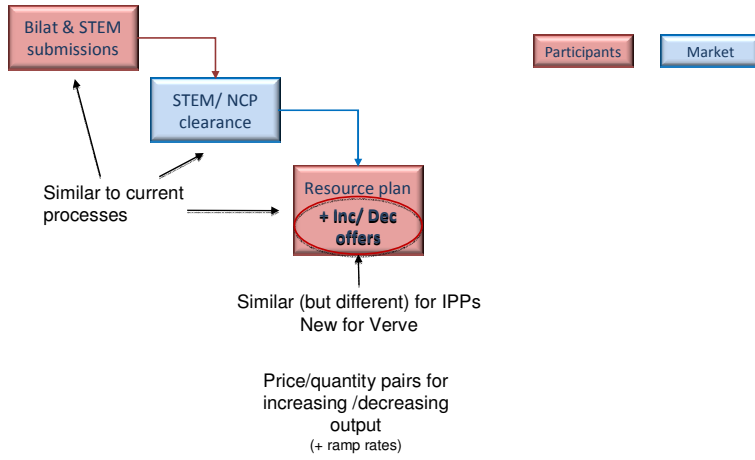 Bilat & STEM
submissions
Participants
Market
STEM/ NCP
clearance
Similar to current
processes
Resource plan
+ Inc/ Dec
offers
Similar (but different) for IPPs
New for Verve
Price/quantity pairs for
increasing /decreasing
output
(+ ramp rates)